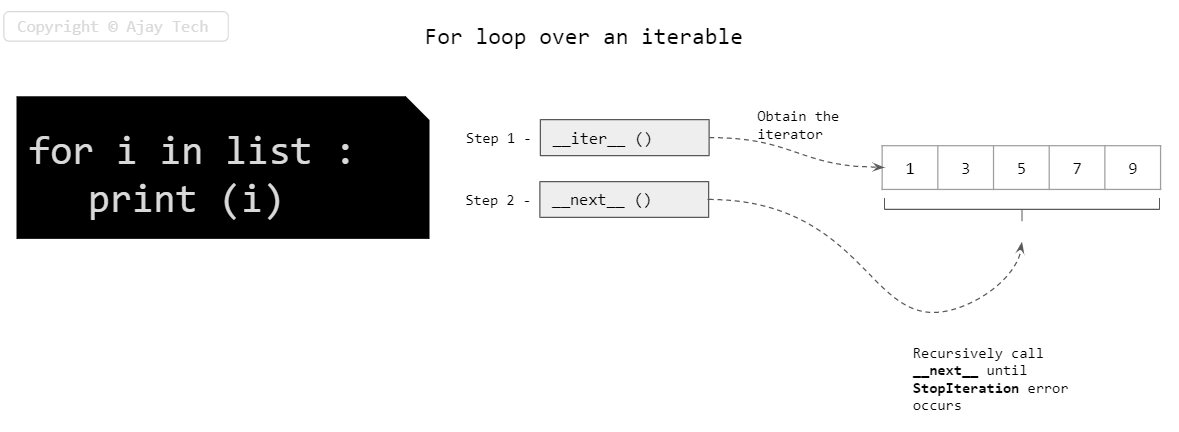 Copyright © Ajay Tech
For loop over an iterable
for i in list :
print (i)
Step 1 - __iter__ ()
Step 2 - __next__ ()
Obtain the
iterator
1 3 5 7 9
Recursively call
__next__ until
StopIteration error
occurs